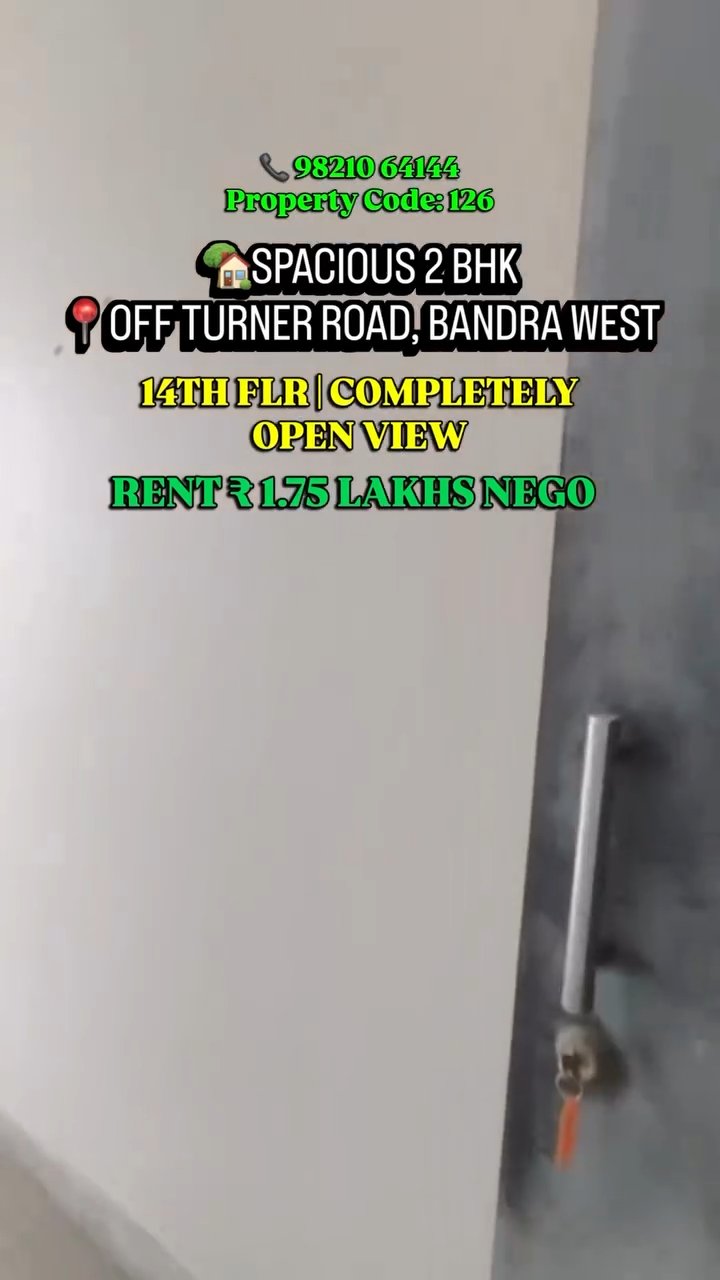 📞98210 64144
Property Code: 126
🏡SPACIOUS 2 BHK
📍OFF TURNER ROAD, BANDRA WEST
14TH FLR | COMPLETELY
OPEN VIEW
RENT ₹ 1.75 LAKHS NEGO